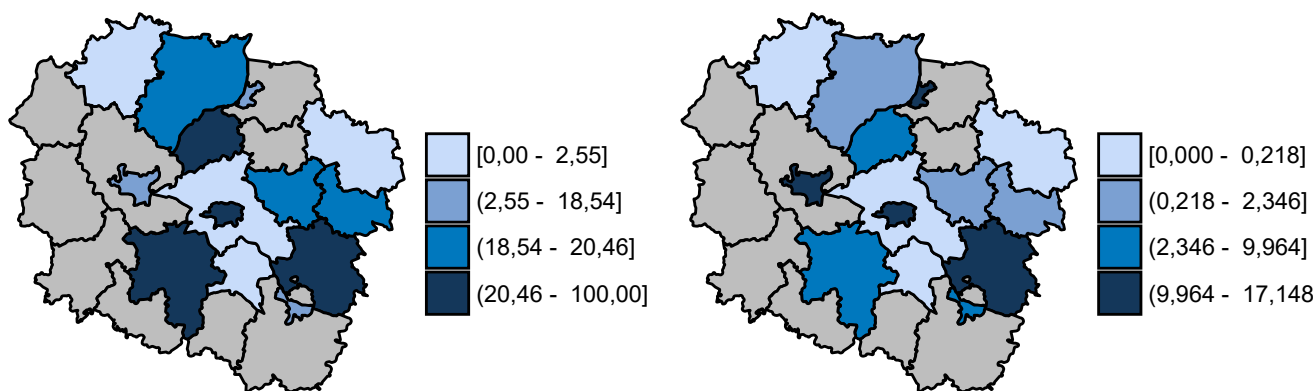 [0,00 - 2,55]
(2,55 - 18,54]
(18,54 - 20,46]
(20,46 - 100,00]
[0,000 - 0,218]
(0,218 - 2,346]
(2,346 - 9,964]
(9,964 - 17,148